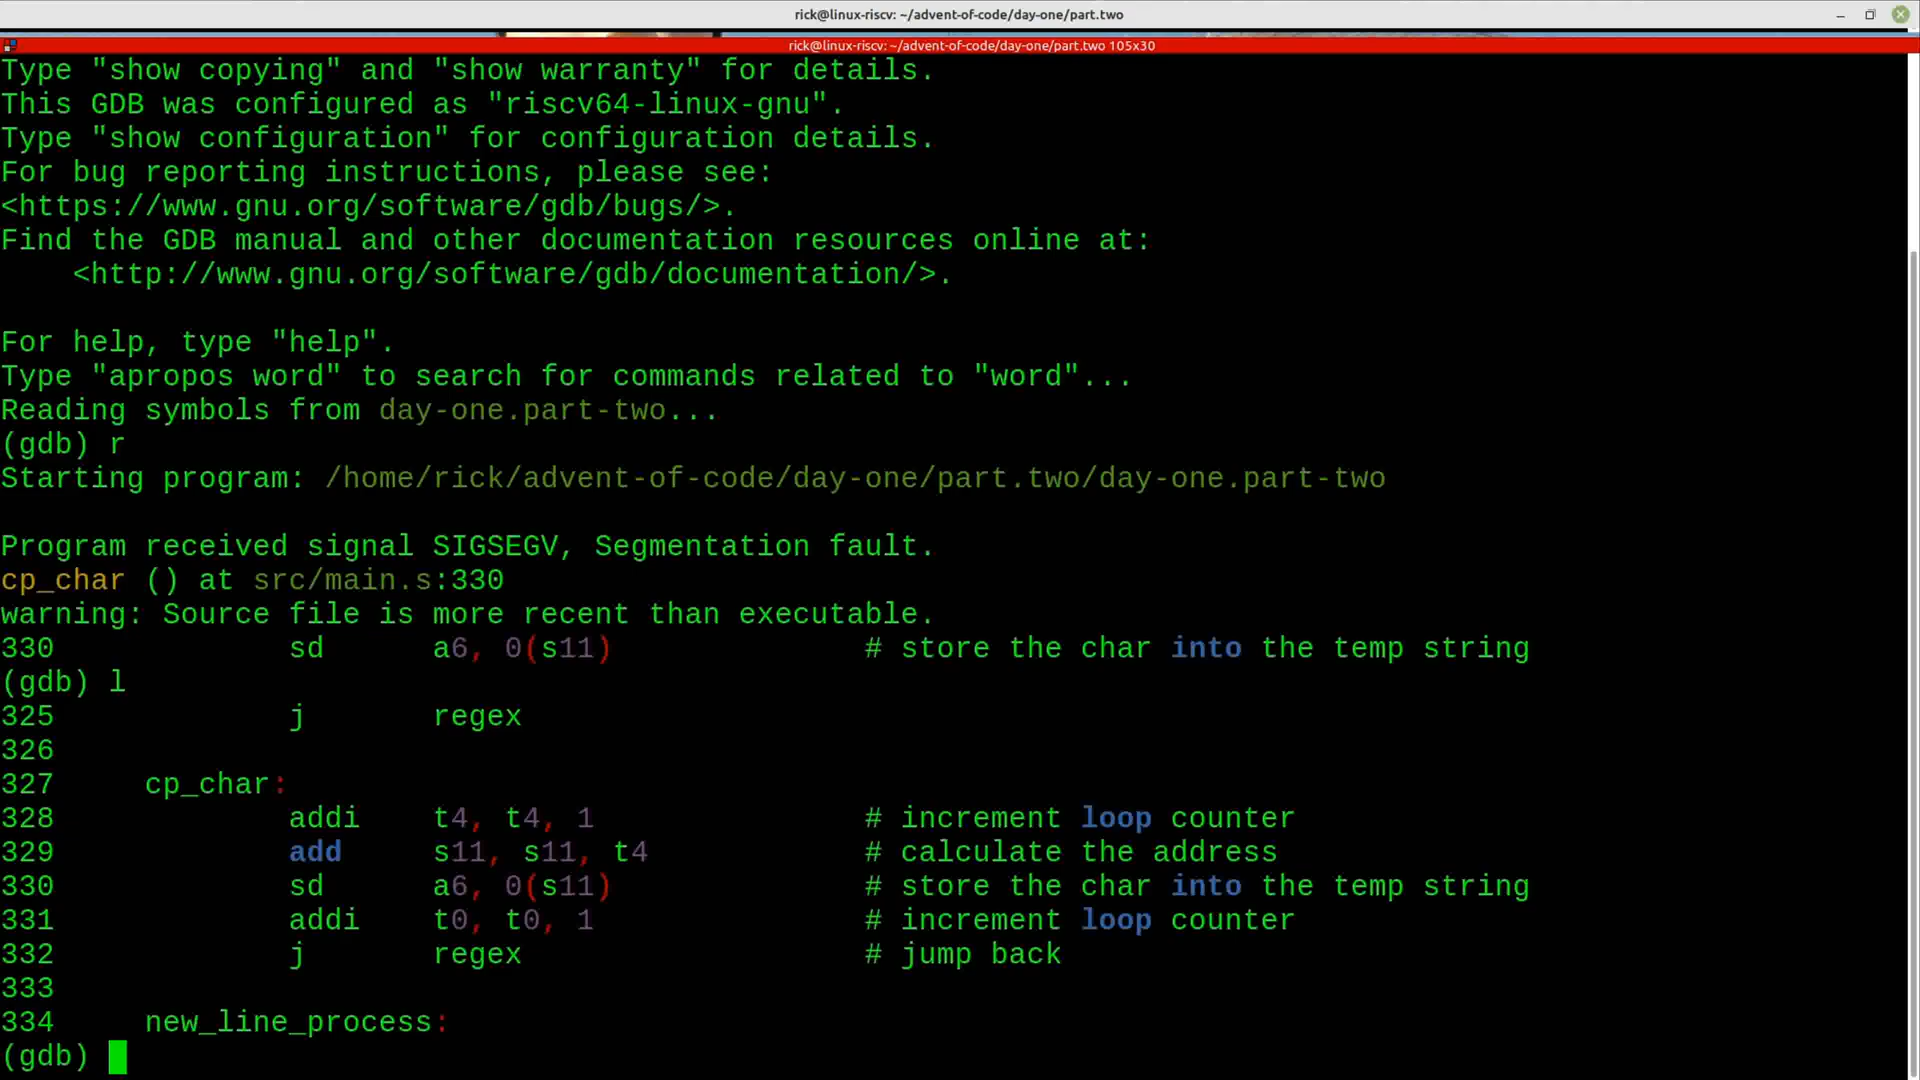 rick@linux-riscv: ~/advent-of-code/day-one/part.two
rick@linux-riscv: ~/advent-of-code/day-one/part.two 105x30
Type "show copying" and "show warranty" for details.
This GDB was configured as "riscv64-linux-gnu".
Type "show configuration" for configuration details.
For bug reporting instructions, please see:
<https://www.gnu.org/software/gdb/bugs/>.
Find the GDB manual and other documentation resources online at:
    <http://www.gnu.org/software/gdb/documentation/>.
For help, type "help".
Type "apropos word" to search for commands related to "word"...
Reading symbols from day-one.part-two...
(gdb) r
Starting program: /home/rick/advent-of-code/day-one/part.two/day-one.part-two
Program received signal SIGSEGV, Segmentation fault.
cp_char () at src/main.s:330
warning: Source file is more recent than executable.
330             sd      a6, 0(s11)              # store the char into the temp string
(gdb) l
325             j       regex
326
327     cp_char:
328             addi    t4, t4, 1               # increment loop counter
329             add     s11, s11, t4            # calculate the address
330             sd      a6, 0(s11)              # store the char into the temp string
331             addi    t0, t0, 1               # increment loop counter
332             j       regex                   # jump back
333
334     new_line_process:
(gdb)